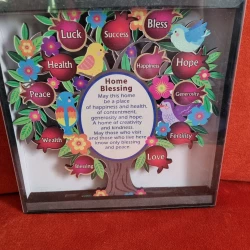 Luck
Success
Bless
Health
Happiness
Hope
Peace
Generosity
Home
Blessing
May this home
be a place
of happiness and health,
of contentment,
generosity and hope,
A home of creativity
and kindness.
May those who visit
and those who live here
know only blessing
and peace
Wealth
Fertility
Blessing
Love